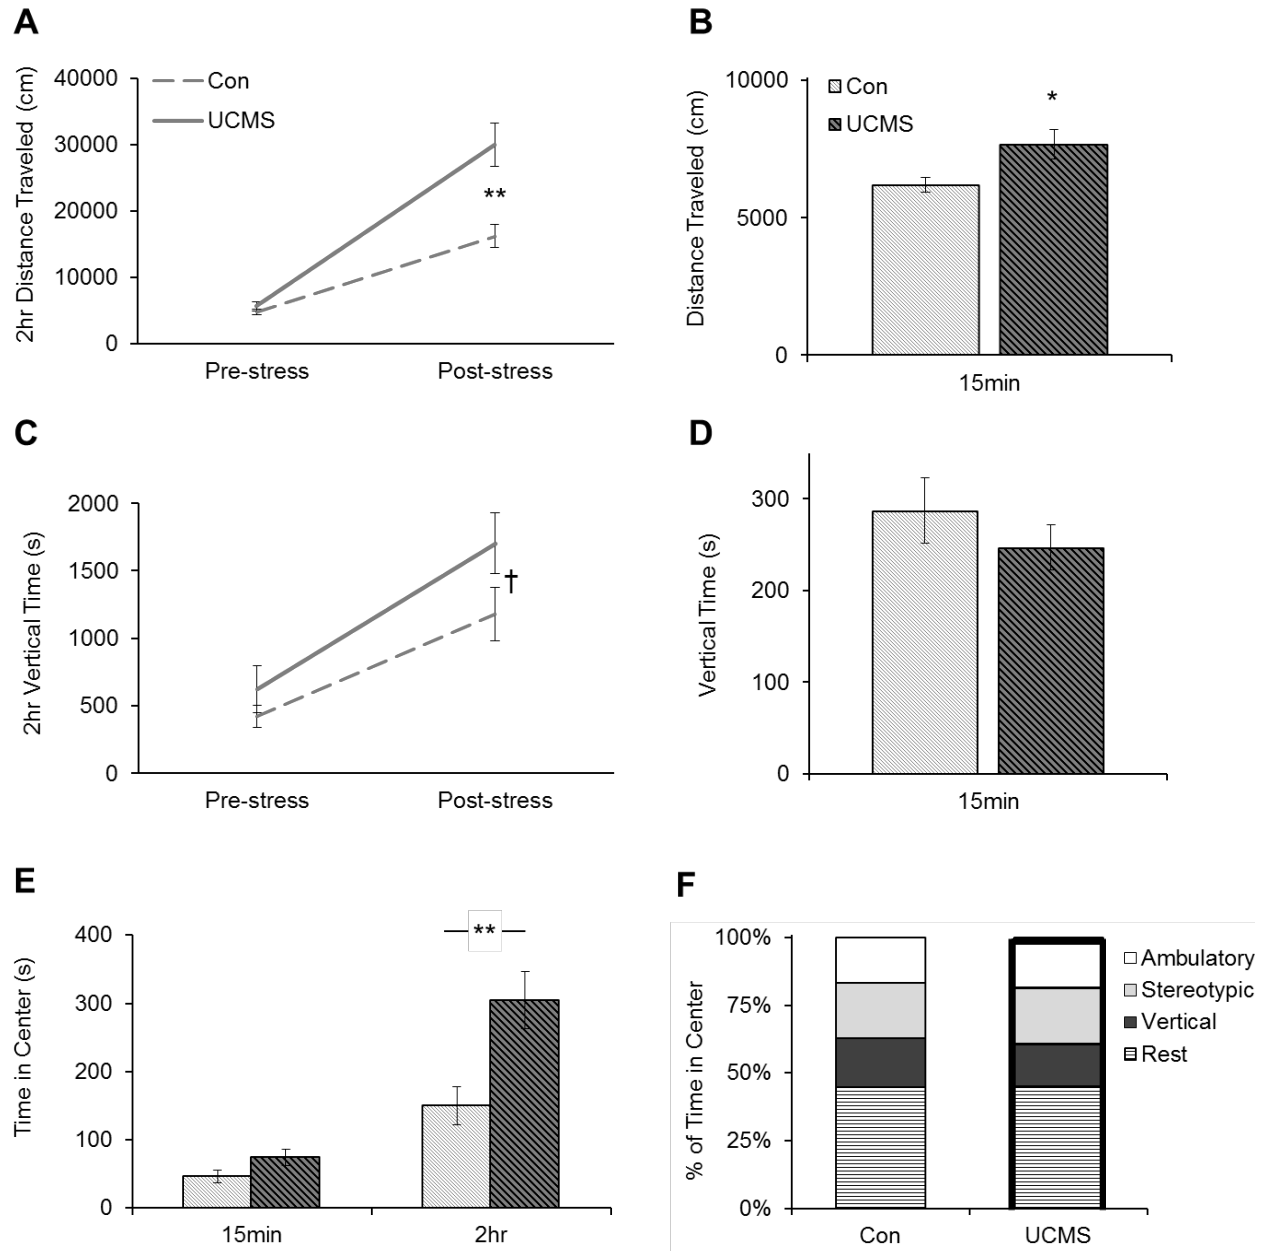 A
2hr Distance Traveled (cm)
40000
30000
20000
10000
0
Con
UCMS
**
Pre-stress
Post-stress
B
Distance Traveled (cm)
10000
5000
0
Con
UCMS
*
15min
C
2hr Vertical Time (s)
2000
1500
1000
500
0
†
Pre-stress
Post-stress
D
Vertical Time (s)
300
200
100
0
15min
E
Time in Center (s)
400
300
200
100
0
**
15min
2hr
F
% of Time in Center
100%
75%
50%
25%
0%
Ambulatory
Stereotypic
Vertical
Rest
Con
UCMS